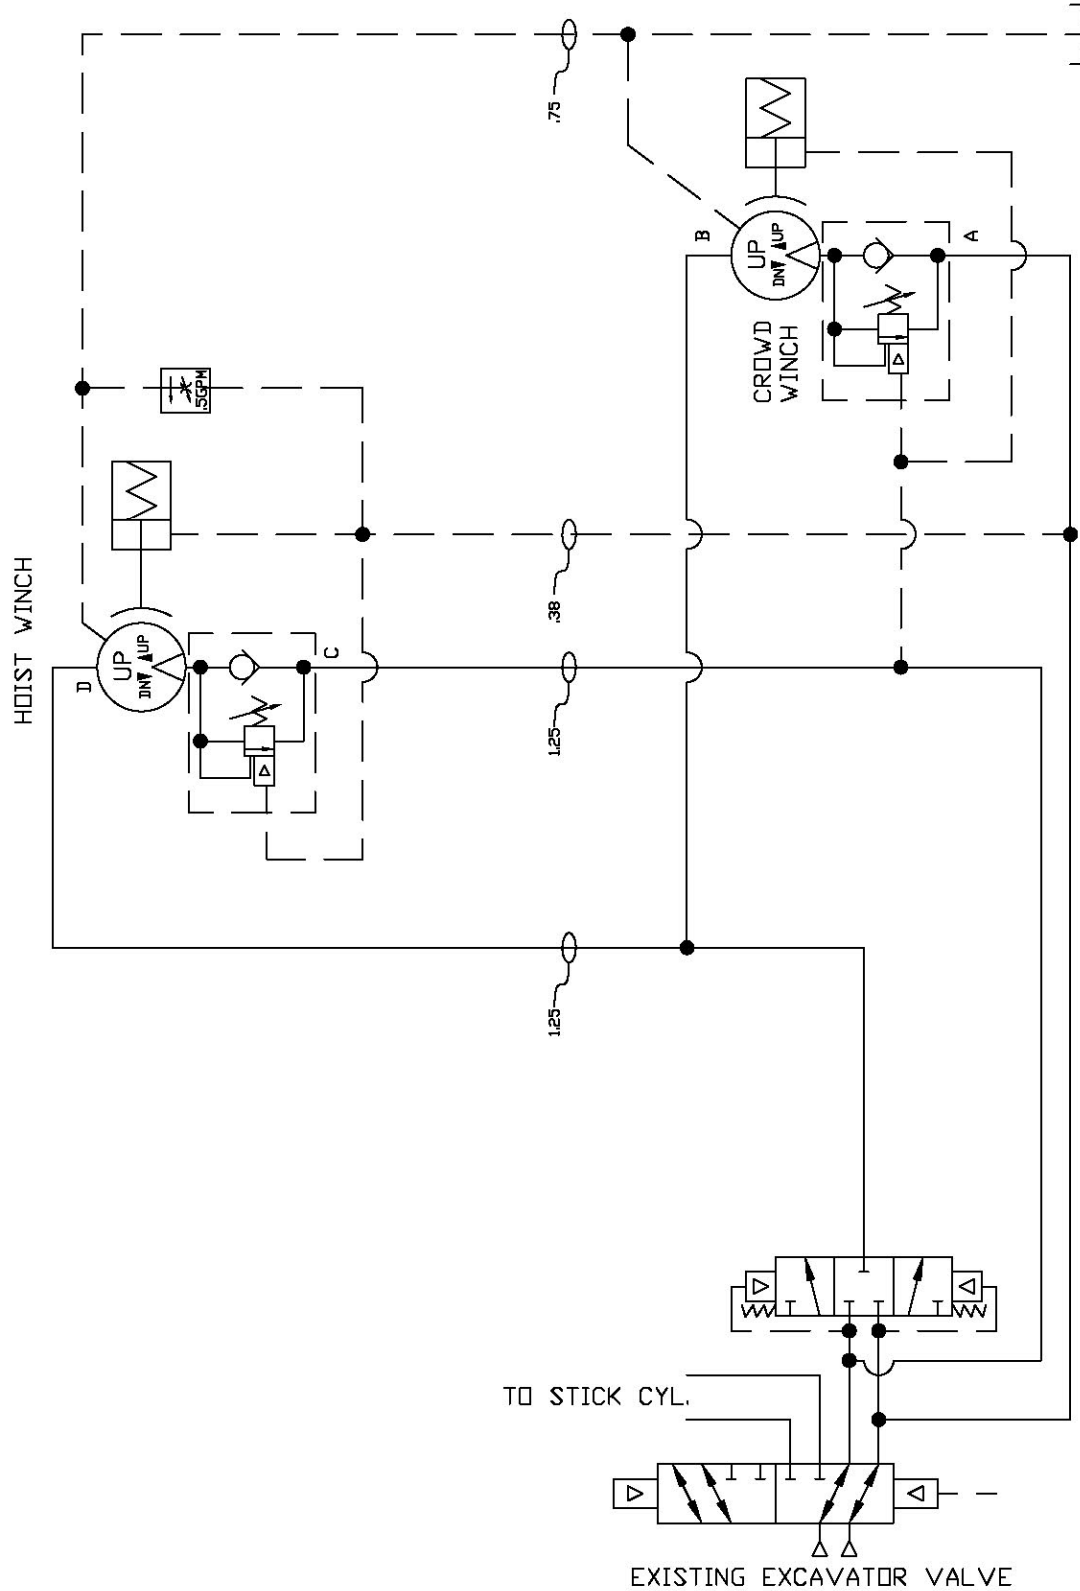 .75
B
UP
UP
DN
A
CROWD
WINCH
.5GPM
HOIST WINCH
.38
D
UP
UP
DN
C
1.25
1.25
TO STICK CYL.
EXISTING EXCAVATOR VALVE